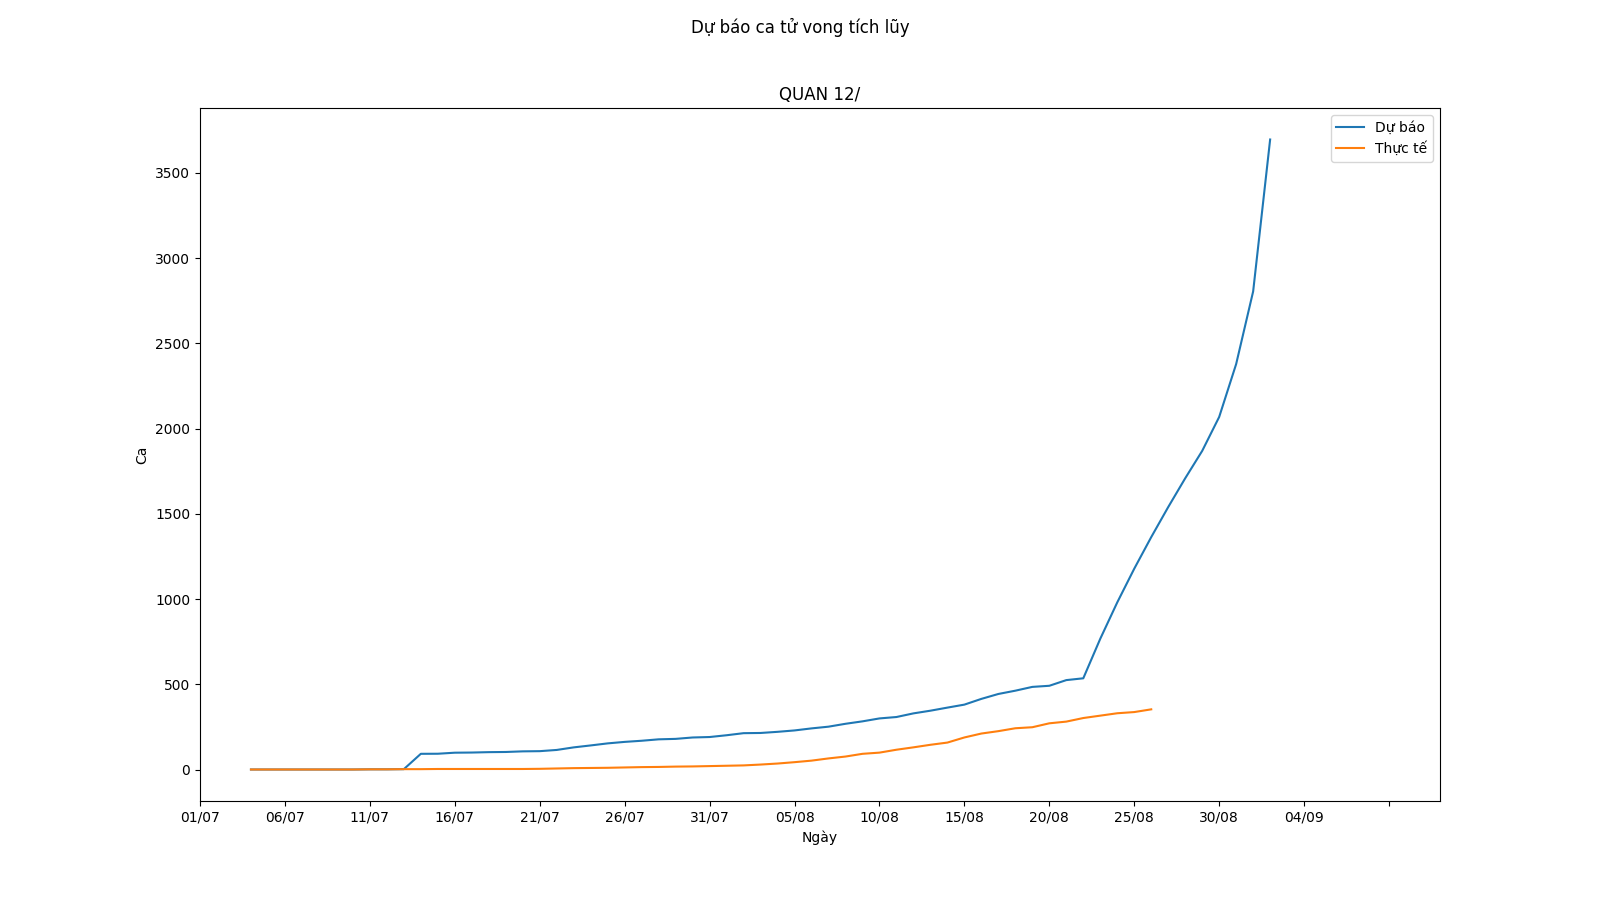 Dự báo ca tử vong tích lũy
QUAN 12/
Dự báo
Thực tế
3500
3000
2500
2000
1500
1000
500
0
Ca
01/07 06/07 11/07 16/07 21/07 26/07 31/07 05/08 10/08 15/08 20/08 25/08 30/08 04/09
Ngày